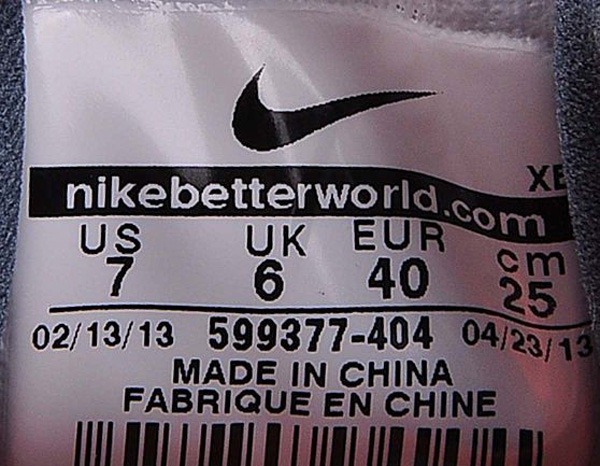 XE
nikebetterworld.com
US UK EUR cm
7 6 40 25
02/13/13 599377-404 04/23/13
MADE IN CHINA
FABRIQUE EN CHINE